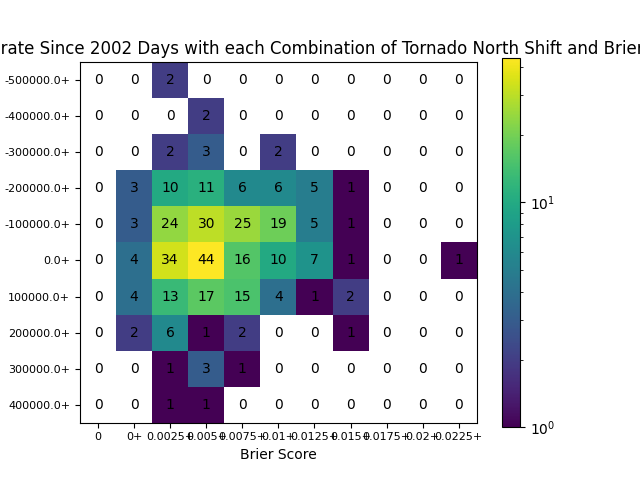 rate Since 2002 Days with each Combination of Tornado North Shift and Brier
-500000.0+ 0 0 2 0 0 0 0 0 0 0 0
-400000.0+ 0 0 0 2 0 0 0 0 0 0 0
-300000.0+ 0 0 2 3 0 2 0 0 0 0 0
-200000.0+ 0 3 10 11 6 6 5 1 0 0 0
-100000.0+ 0 3 24 30 25 19 5 1 0 0 0
0.0+ 0 4 34 44 16 10 7 1 0 0 1
100000.0+ 0 4 13 17 15 4 1 2 0 0 0
200000.0+ 0 2 6 1 2 0 0 1 0 0 0
300000.0+ 0 0 1 3 1 0 0 0 0 0 0
400000.0+ 0 0 1 1 0 0 0 0 0 0 0
0 0+ 0.0025+ 0.005+ 0.0075+ 0.01+ 0.0125+ 0.015+ 0.0175+ 0.02+ 0.0225+
Brier Score
10¹
10⁰